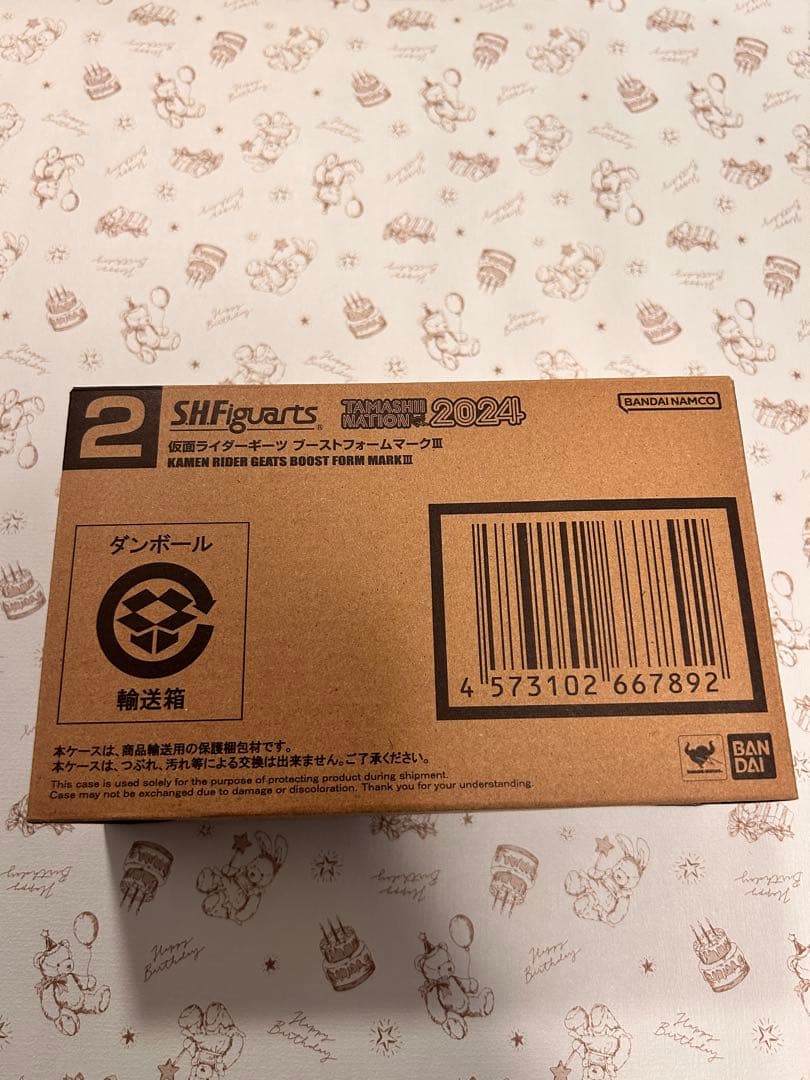 2
S.H.Figuarts®
TAMASHII NATION 2024
BANDAI NAMCO
仮面ライダーギーツ ブーストフォームマークⅢ
KAMEN RIDER GEATS BOOST FORM MARKⅢ
ダンボール
輸送箱
4 573102 667892
本ケースは、商品輸送用の保護梱包材です。
本ケースは、つぶれ、汚れ等による交換は出来ません。ご了承ください。
This case is used solely for the purpose of protecting product during shipment.
Case may not be exchanged due to damage or discoloration. Thank you for your understanding.
BAN
DAI
Happy Birthday